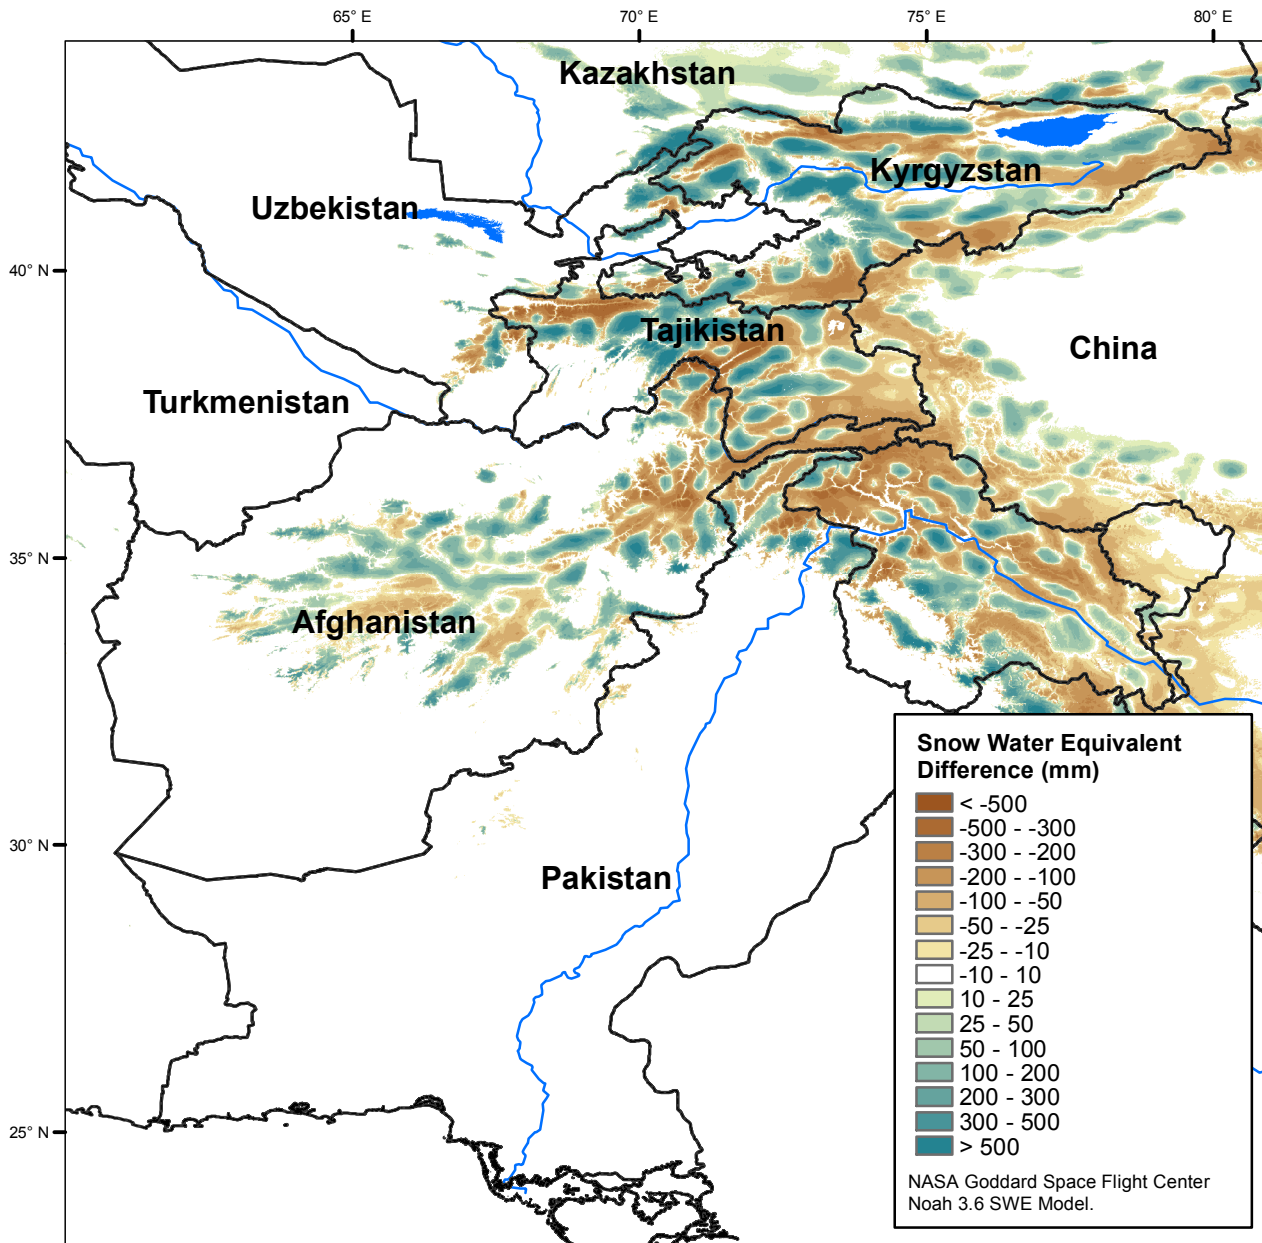 65° E
70° E
75° E
80° E
Kazakhstan
Kyrgyzstan
Uzbekistan
40° N
Tajikistan
China
Turkmenistan
35° N
Afghanistan
Snow Water Equivalent
Difference (mm)
< -500
-500 - -300
-300 - -200
-200 - -100
-100 - -50
-50 - -25
-25 - -10
-10 - 10
10 - 25
25 - 50
50 - 100
100 - 200
200 - 300
300 - 500
> 500
NASA Goddard Space Flight Center
Noah 3.6 SWE Model.
30° N
Pakistan
25° N